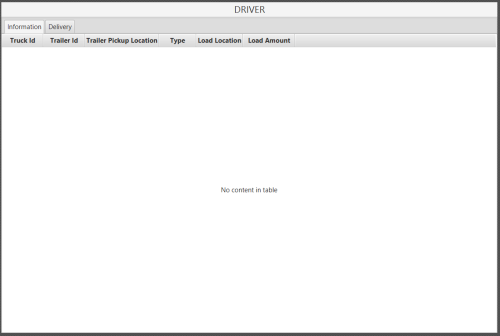 DRIVER
Information Delivery
Truck Id Trailer Id Trailer Pickup Location Type Load Location Load Amount
No content in table